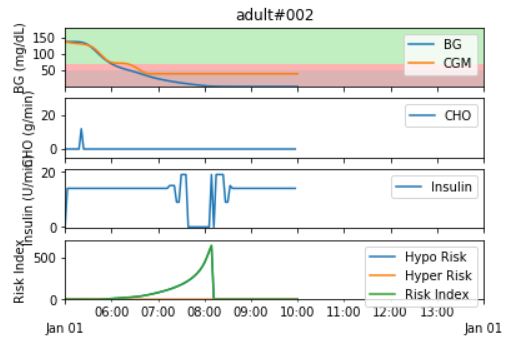 adult#002
BG (mg/dL)
150
100
50
BG
CGM
CHO (g/min)
20
0
CHO
Insulin (U/min)
20
0
Insulin
Risk Index
500
0
Hypo Risk
Hyper Risk
Risk Index
06:00 07:00 08:00 09:00 10:00 11:00 12:00 13:00
Jan 01 Jan 01